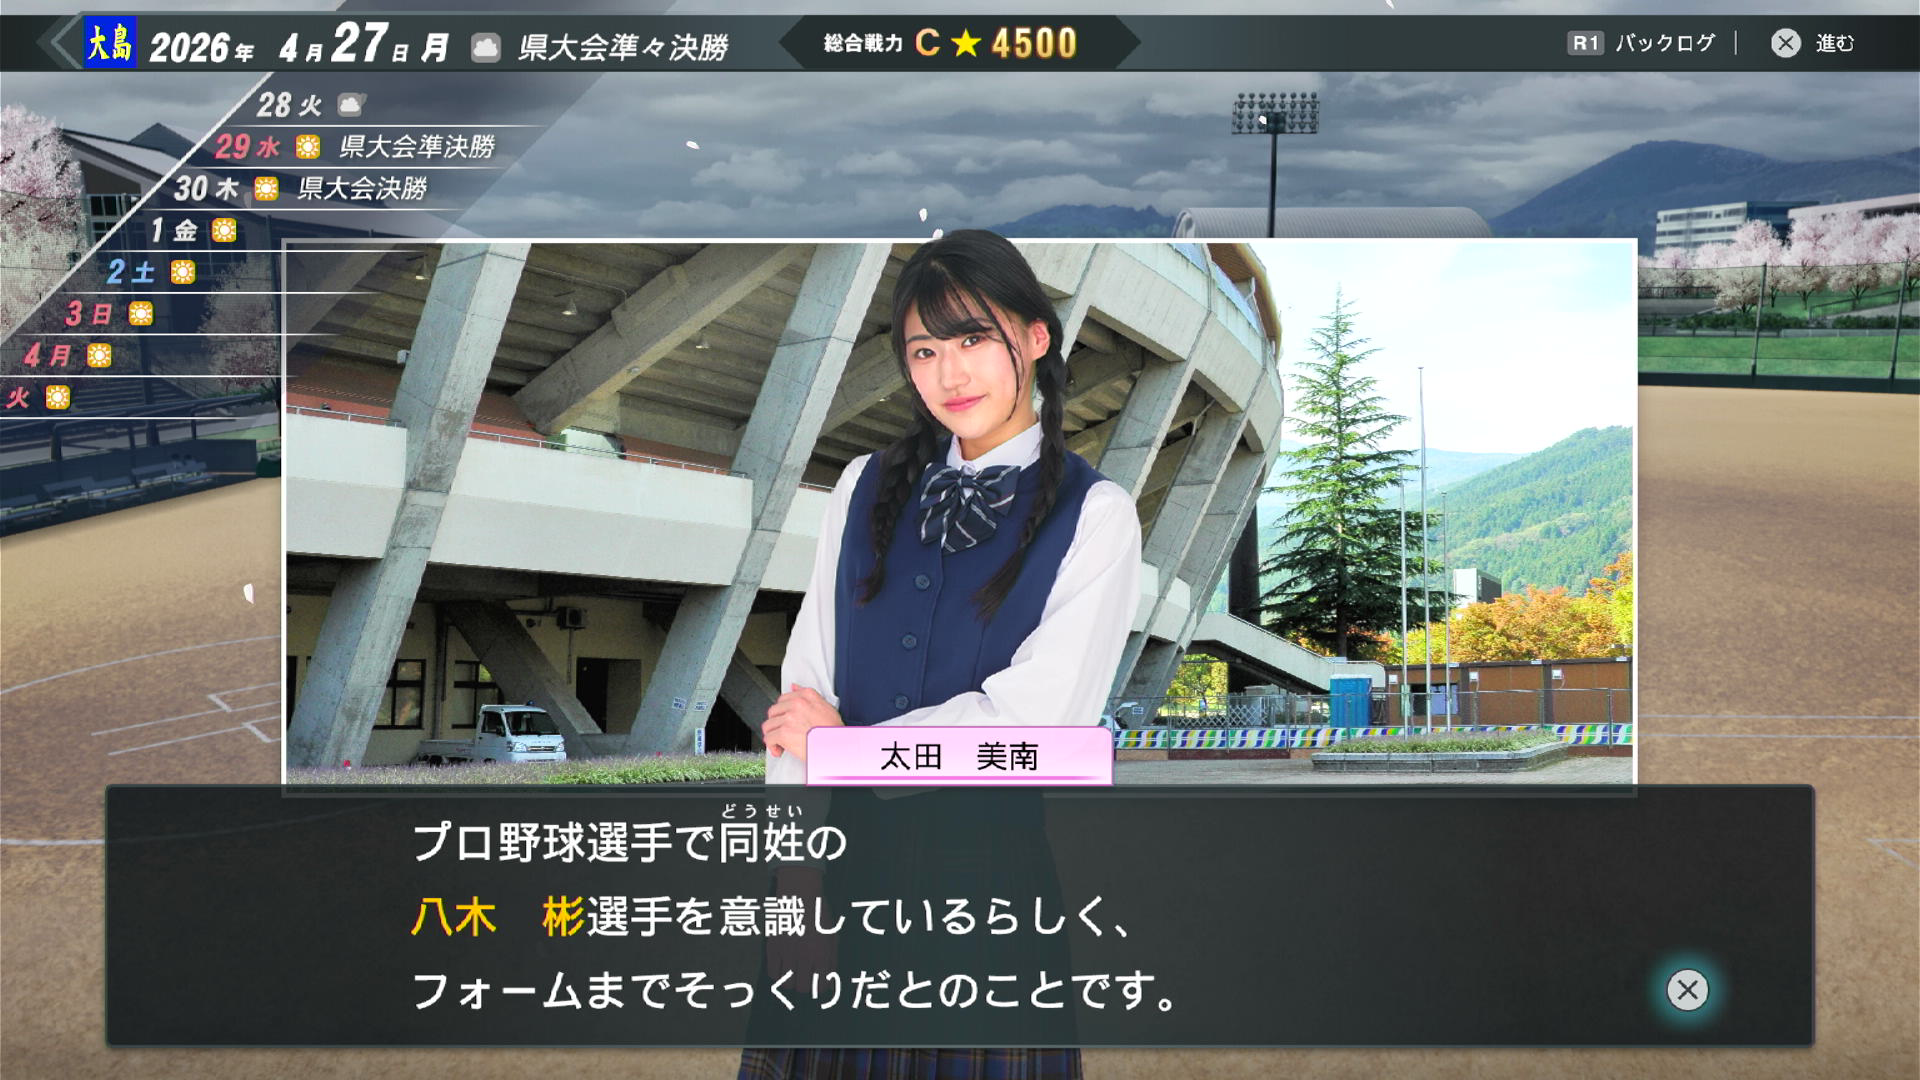 大島 2026年 4月27日 月 県大会準々決勝
総合戦力 C★4500
R1 バックログ
進む
28 火
29 水 県大会準決勝
30 木 県大会決勝
1 金
2 土
3 日
4 月
火
太田 美南
どうせい
プロ野球選手で同姓の
八木 彬選手を意識しているらしく、
フォームまでそっくりだとのことです。